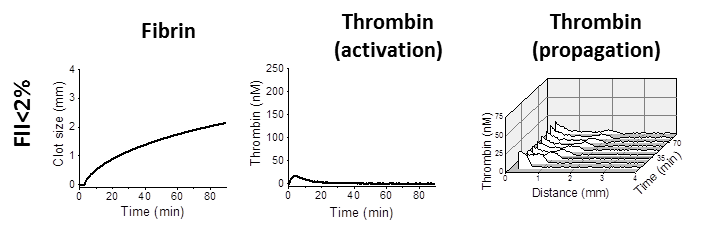 Fibrin
Thrombin
(activation)
Thrombin
(propagation)
FII<2%
Clot size (mm)
4
3
2
1
0
0
20
40
60
80
Time (min)
Thrombin (nM)
250
200
150
100
50
0
0
20
40
60
80
Time (min)
Thrombin (nM)
75
50
25
0
0
1
2
3
4
Distance (mm)
35
70
Time (min)